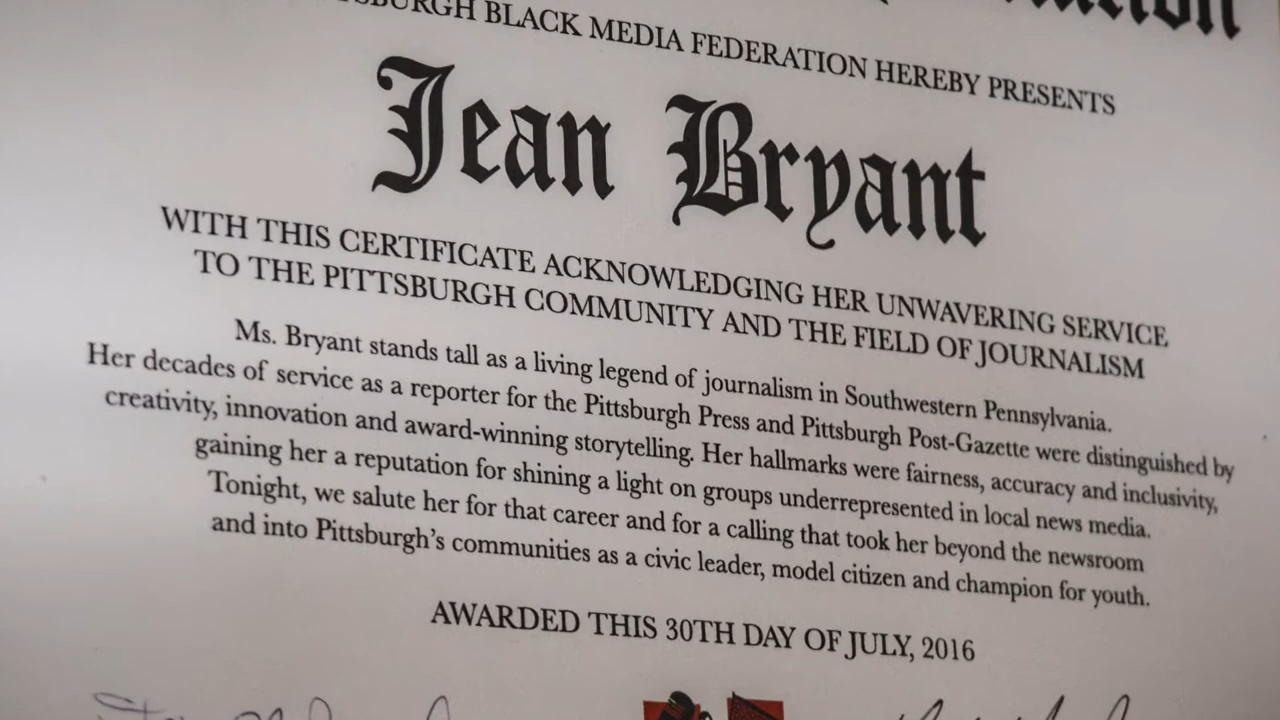 BLACK MEDIA FEDERATION HEREBY PRESENTS
Jean Bryant
WITH THIS CERTIFICATE ACKNOWLEDGING HER UNWAVERING SERVICE
TO THE PITTSBURGH COMMUNITY AND THE FIELD OF JOURNALISM
Ms. Bryant stands tall as a living legend of journalism in Southwestern Pennsylvania.
Her decades of service as a reporter for the Pittsburgh Press and Pittsburgh Post-Gazette were distinguished by
creativity, innovation and award-winning storytelling. Her hallmarks were fairness, accuracy and inclusivity,
gaining her a reputation for shining a light on groups underrepresented in local news media.
Tonight, we salute her for that career and for a calling that took her beyond the newsroom
and into Pittsburgh's communities as a civic leader, model citizen and champion for youth.
AWARDED THIS 30TH DAY OF JULY, 2016